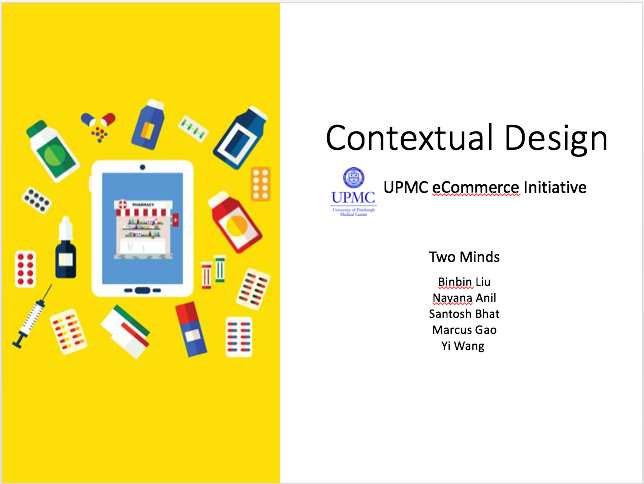 PHARMACY
Contextual Design
UPMC
University of Pittsburgh
Medical Center
UPMC eCommerce Initiative
Two Minds
Binbin Liu
Navana Anil
Santosh Bhat
Marcus Gao
Yi Wang